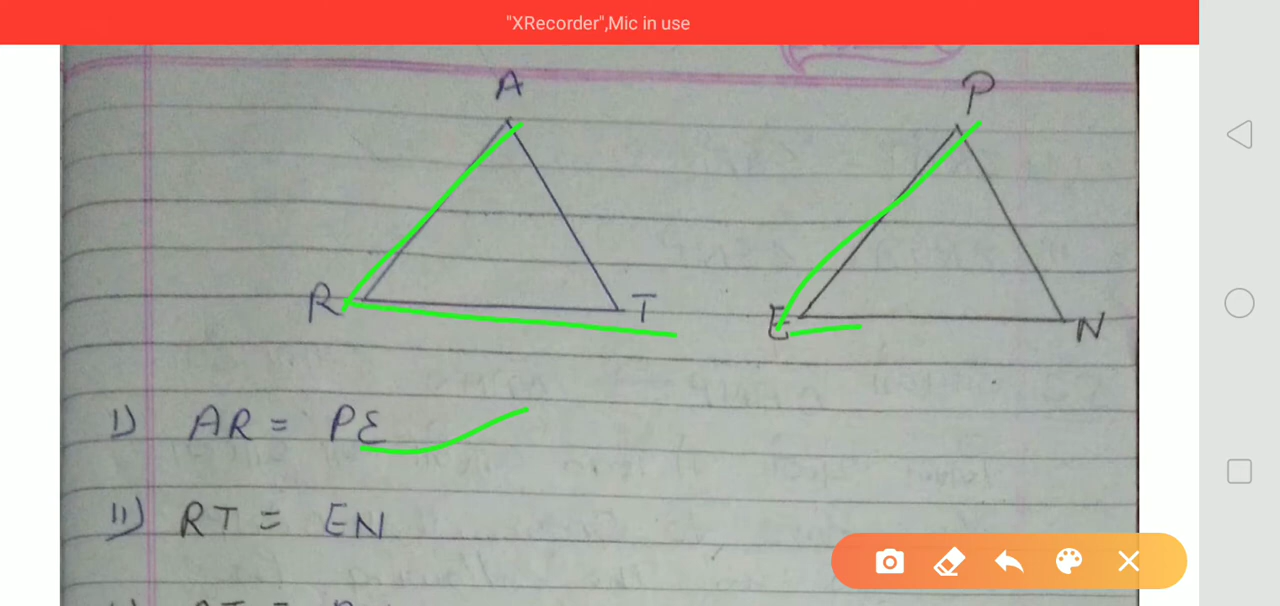 "XRecorder",Mic in use
A
P
R
T
E
N
I) AR = PE
II) RT = EN